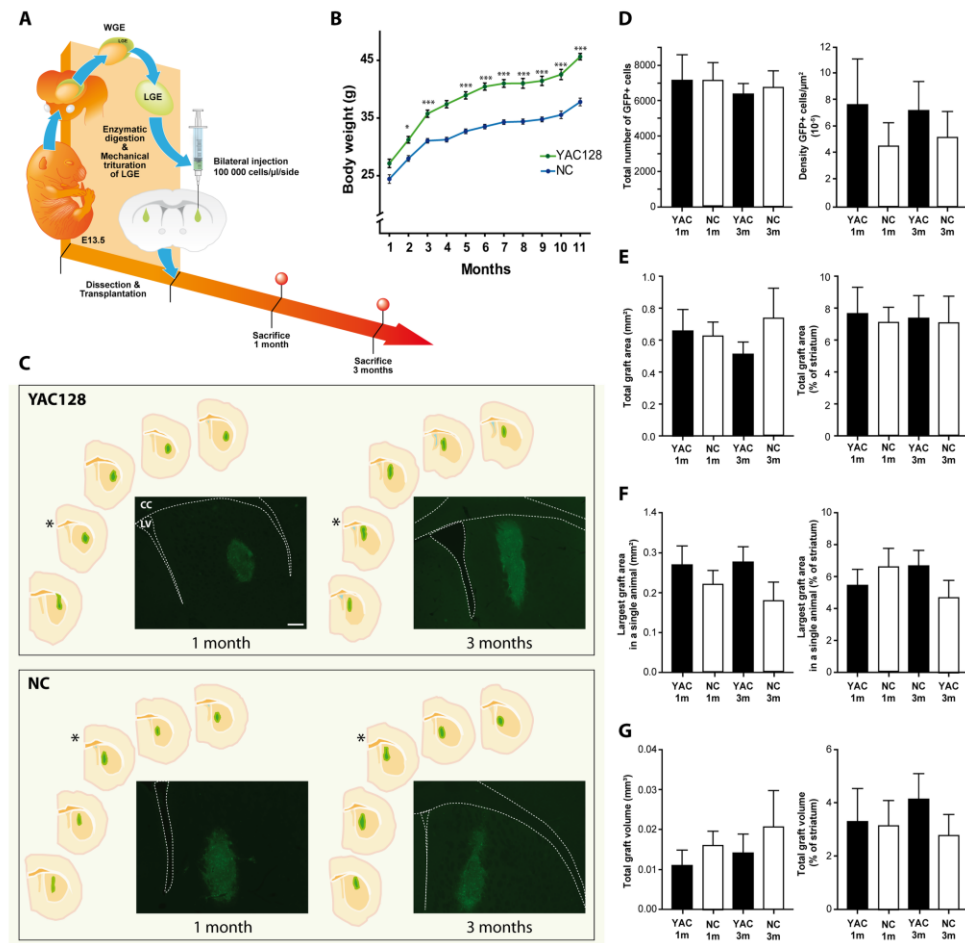 A
WGE
LGE
LGE
Enzymatic
digestion
&
Mechanical
trituration
of LGE
Bilateral injection
100 000 cells/µl/side
E13.5
Dissection &
Transplantation
Sacrifice
1 month
Sacrifice
3 months
B
Body weight (g)
45
35
25
*
***
***
***
***
***
***
***
***
YAC128
NC
1 2 3 4 5 6 7 8 9 10 11
Months
C
YAC128
*
CC
LV
1 month
*
3 months
NC
*
1 month
*
3 months
D
Total number of GFP+ cells
8000
7000
6000
5000
4000
3000
2000
1000
0
YAC NC YAC NC
1m 1m 3m 3m
Density GFP+ cells/µm²
(10⁻⁶)
12
10
8
6
4
2
0
YAC NC YAC NC
1m 1m 3m 3m
E
Total graft area (mm²)
1.0
0.8
0.6
0.4
0.2
0.0
YAC NC YAC NC
1m 1m 3m 3m
Total graft area
(% of striatum)
10
8
6
4
2
0
YAC NC YAC NC
1m 1m 3m 3m
F
Largest graft area
in a single animal (mm²)
1.4
0.3
0.2
0.1
0.0
YAC NC YAC NC
1m 1m 3m 3m
Largest graft area
in a single animal (% of striatum)
10
8
6
4
2
0
YAC NC NC YAC
1m 1m 3m 3m
G
Total graft volume (mm³)
0.04
0.03
0.02
0.01
0.00
YAC NC YAC NC
1m 1m 3m 3m
Total graft volume
(% of striatum)
6
4
2
0
YAC NC YAC NC
1m 1m 3m 3m